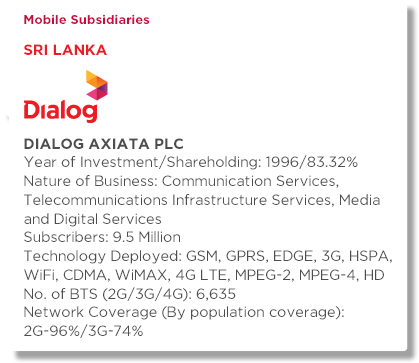 Mobile Subsidiaries
SRI LANKA
Dialog
DIALOG AXIATA PLC
Year of Investment/Shareholding: 1996/83.32%
Nature of Business: Communication Services,
Telecommunications Infrastructure Services, Media
and Digital Services
Subscribers: 9.5 Million
Technology Deployed: GSM, GPRS, EDGE, 3G, HSPA,
WiFi, CDMA, WiMAX, 4G LTE, MPEG-2, MPEG-4, HD
No. of BTS (2G/3G/4G): 6,635
Network Coverage (By population coverage):
2G-96%/3G-74%